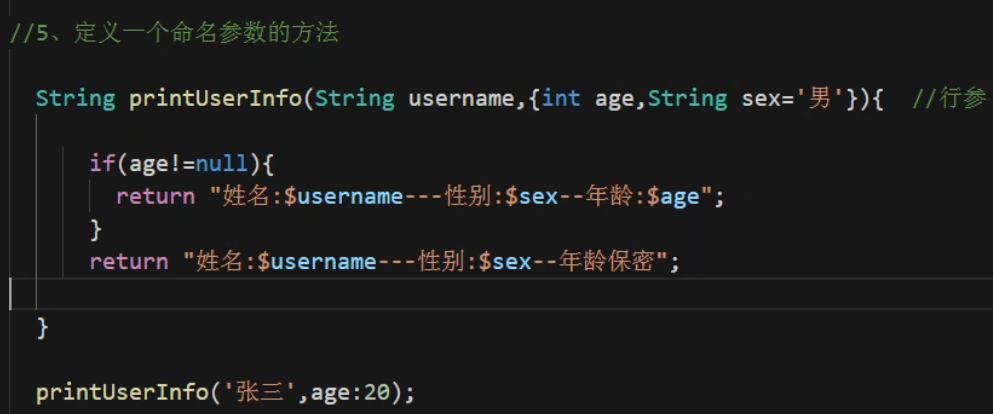 //5、定义一个命名参数的方法
String printUserInfo(String username,{int age,String sex='男'}){  //行参
if(age!=null){
return "姓名:$username---性别:$sex--年龄:$age";
}
return "姓名:$username---性别:$sex--年龄保密";
}
printUserInfo('张三',age:20);